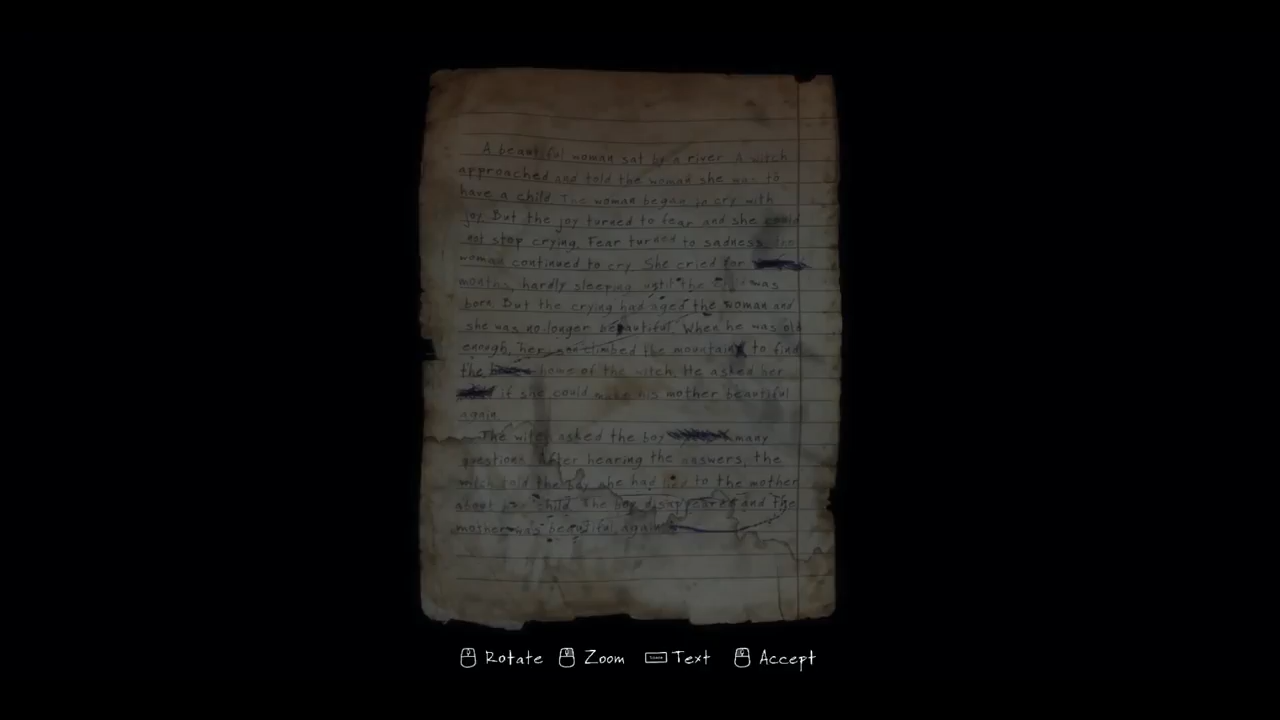 A beautiful woman sat by a river A witch
approached and told the woman she was to
have a child. The woman began to cry with
joy But the joy turned to fear and she could
not stop crying. Fear turned to sadness. The
woman continued to cry. She cried for
months, hardly sleeping until the child was
born. But the crying had aged the woman and
she was no longer beautiful. When he was old
enough, her son climbed the mountain to find
the home of the witch. He asked her
if she could make his mother beautiful
again
The witch asked the boy many
questions. After hearing the answers, the
witch told the boy she had lied to the mother
about her child. The boy disappeared and the
mother was beautiful again
Rotate Zoom Text Accept